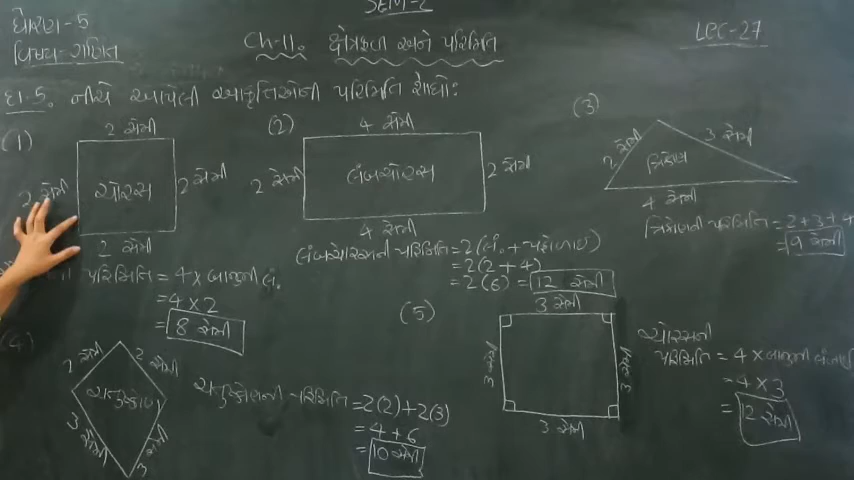 SEM-2
ધોરણ-5
વિષય-ગણિત
Ch-11. ક્ષેત્રફળ અને પરિમિતિ
LEC-27
દા.5. નીચે આપેલી આકૃતિઓની પરિમિતિ શોધો:
(1)
2 સેમી
2 સેમી
ચોરસ
2 સેમી
2 સેમી
પરિમિતિ = 4 × બાજુની લં.
= 4 × 2
= 8 સેમી
(2)
4 સેમી
2 સેમી
લંબચોરસ
2 સેમી
4 સેમી
લંબચોરસની પરિમિતિ = 2(લં. + પહોળાઈ)
= 2(2 + 4)
= 2(6) = 12 સેમી
(3)
2 સેમી
3 સેમી
ત્રિકોણ
4 સેમી
ત્રિકોણની પરિમિતિ = 2+3+4
= 9 સેમી
(4)
2 સેમી
2 સેમી
ચતુષ્કોણ
3 સેમી
3 સેમી
ચતુષ્કોણની પરિમિતિ = 2(2) + 2(3)
= 4 + 6
= 10 સેમી
(5)
3 સેમી
3 સેમી
3 સેમી
3 સેમી
ચોરસની
પરિમિતિ = 4 × બાજુની લંબાઈ
= 4 × 3
= 12 સેમી